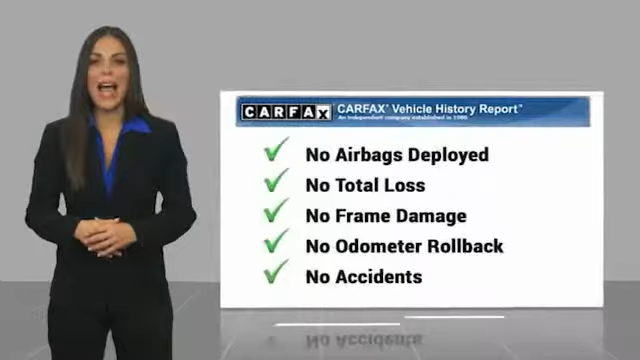 CARFAX CARFAX® Vehicle History Report™
An independent company established in 1986
No Airbags Deployed
No Total Loss
No Frame Damage
No Odometer Rollback
No Accidents